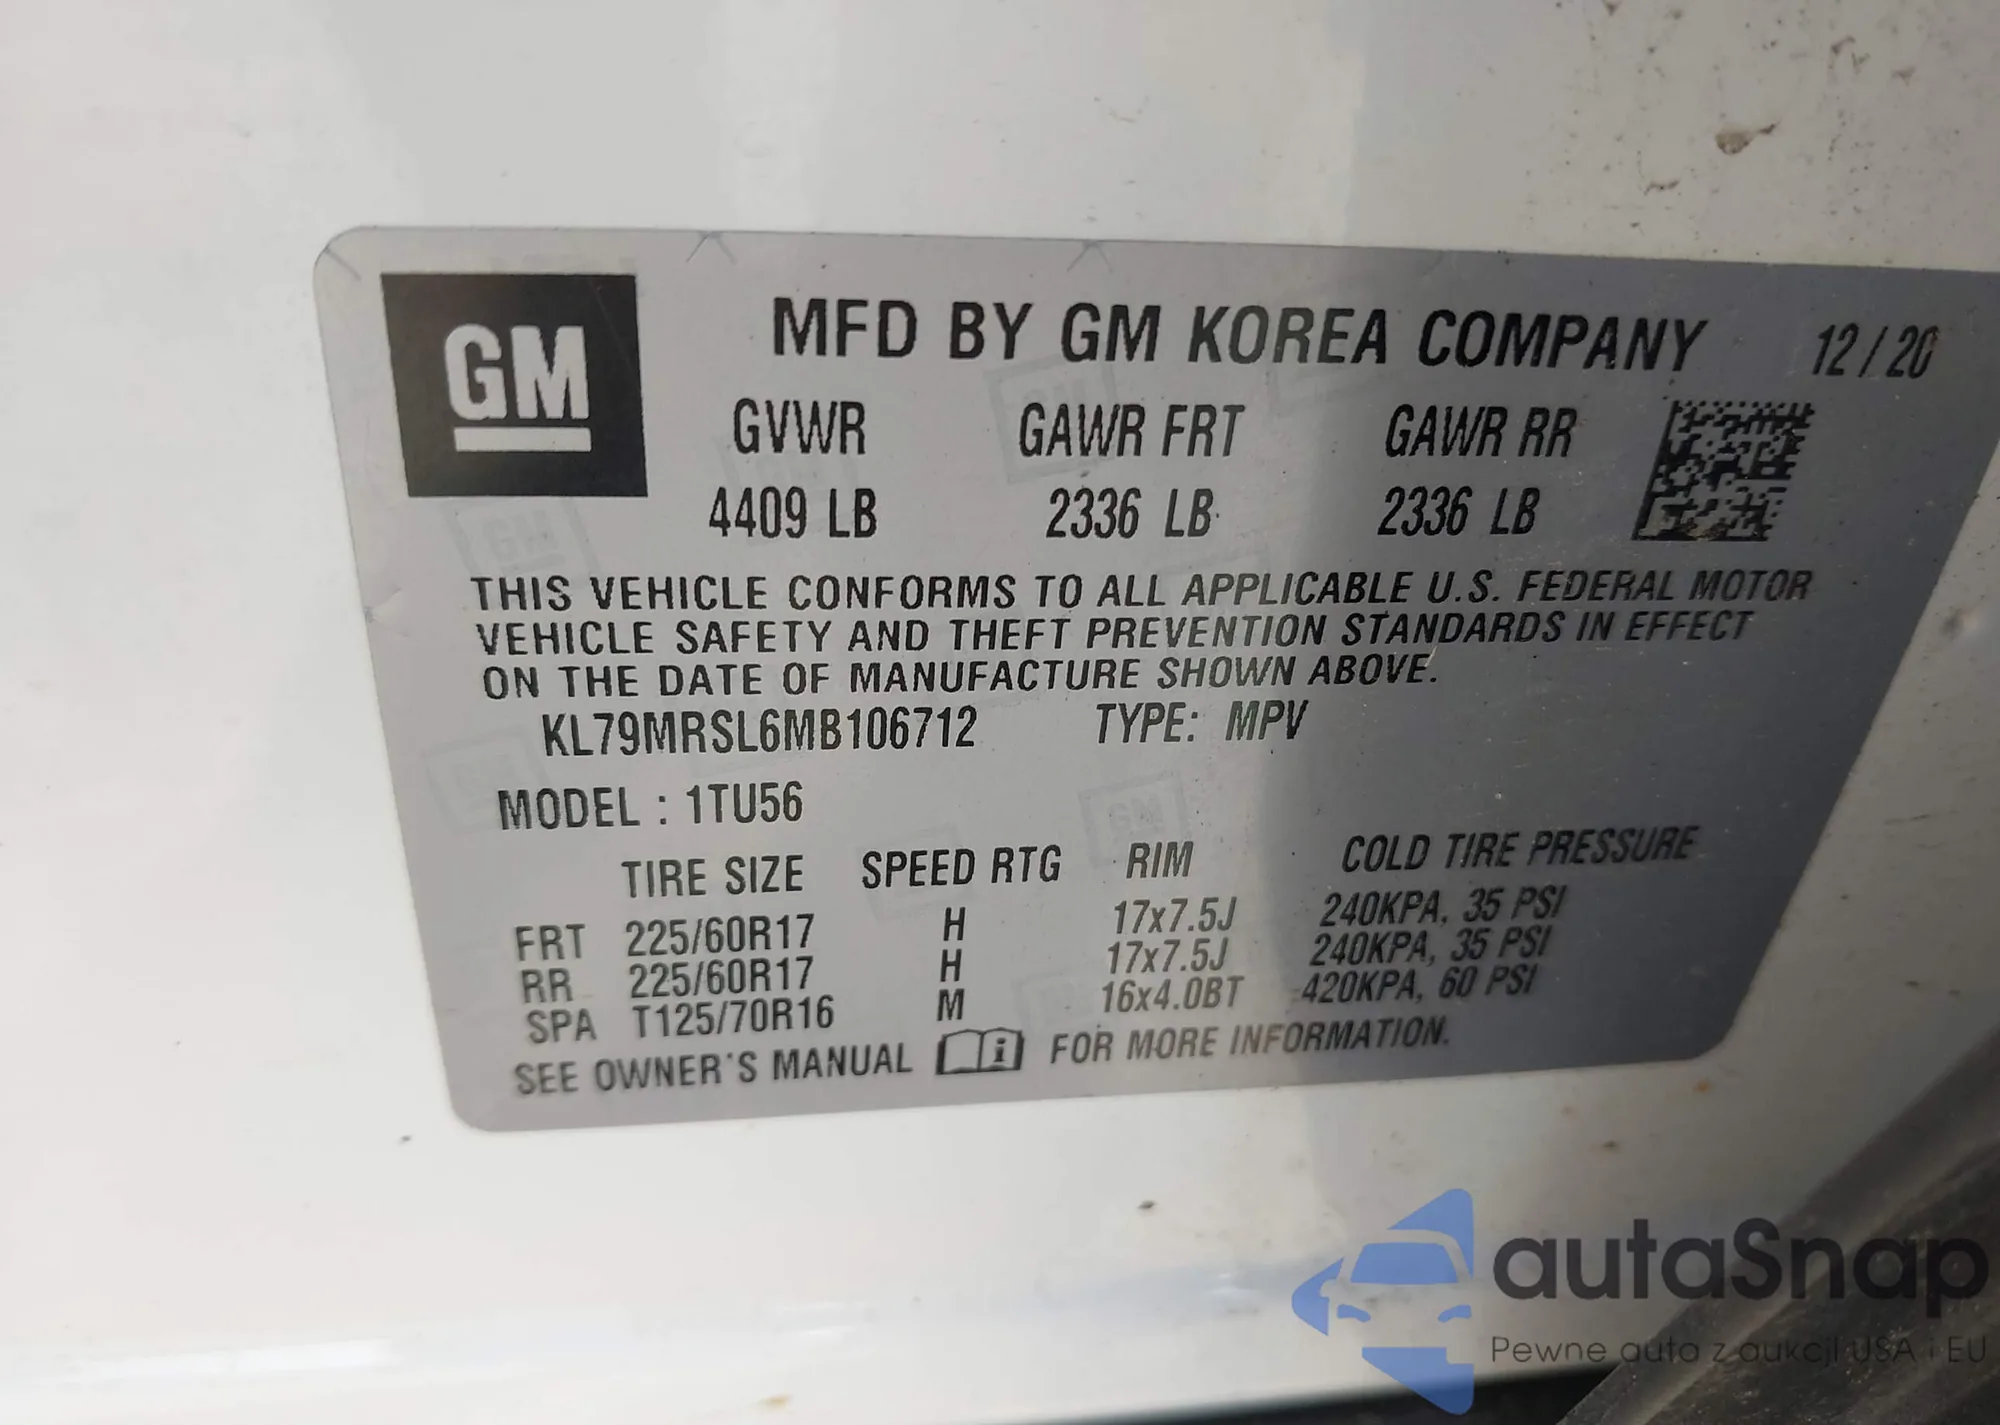 GM
MFD BY GM KOREA COMPANY 12/20
GVWR GAWR FRT GAWR RR
4409 LB 2336 LB 2336 LB
THIS VEHICLE CONFORMS TO ALL APPLICABLE U.S. FEDERAL MOTOR
VEHICLE SAFETY AND THEFT PREVENTION STANDARDS IN EFFECT
ON THE DATE OF MANUFACTURE SHOWN ABOVE.
KL79MRSL6MB106712 TYPE: MPV
MODEL : 1TU56
TIRE SIZE SPEED RTG RIM COLD TIRE PRESSURE
FRT 225/60R17 H 17x7.5J 240KPA, 35 PSI
RR 225/60R17 H 17x7.5J 240KPA, 35 PSI
SPA T125/70R16 M 16x4.0BT 420KPA, 60 PSI
SEE OWNER'S MANUAL i FOR MORE INFORMATION.
autaSnap
Pewne auta z aukcji USA i EU